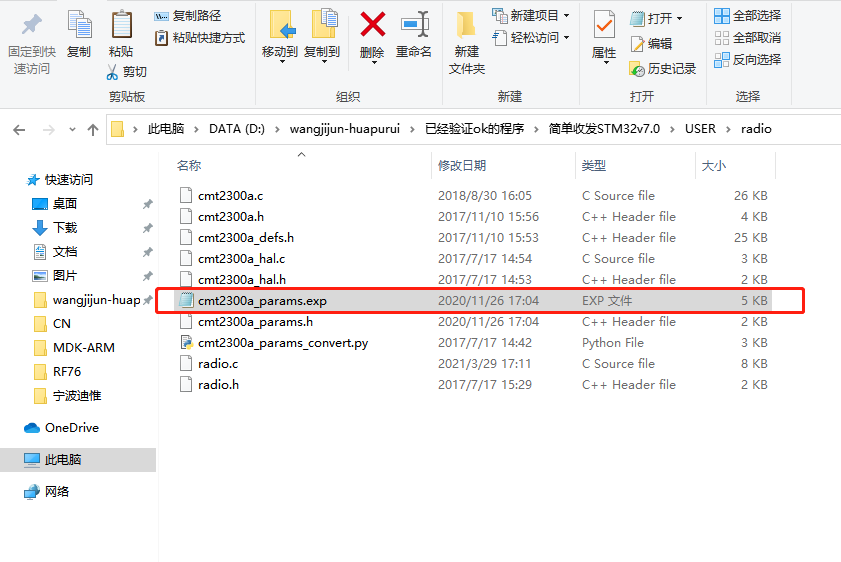 固定到快
速访问
复制
粘贴
复制路径
粘贴快捷方式
剪切
剪贴板
移动到
复制到
删除
重命名
组织
新建
文件夹
新建项目
轻松访问
新建
属性
打开
编辑
历史记录
打开
全部选择
全部取消
反向选择
选择
此电脑 > DATA (D:) > wangjijun-huapurui > 已经验证ok的程序 > 简单收发STM32v7.0 > USER > radio
名称 修改日期 类型 大小
快速访问
桌面
下载
文档
图片
wangjijun-huap
CN
MDK-ARM
RF76
宁波迪惟
OneDrive
此电脑
网络
cmt2300a.c 2018/8/30 16:05 C Source file 26 KB
cmt2300a.h 2017/11/10 15:56 C++ Header file 4 KB
cmt2300a_defs.h 2017/11/10 15:53 C++ Header file 25 KB
cmt2300a_hal.c 2017/7/17 14:54 C Source file 3 KB
cmt2300a_hal.h 2017/7/17 14:53 C++ Header file 2 KB
cmt2300a_params.exp 2020/11/26 17:04 EXP 文件 5 KB
cmt2300a_params.h 2020/11/26 17:04 C++ Header file 2 KB
cmt2300a_params_convert.py 2017/7/17 14:42 Python File 3 KB
radio.c 2021/3/29 17:11 C Source file 8 KB
radio.h 2017/7/17 15:29 C++ Header file 2 KB